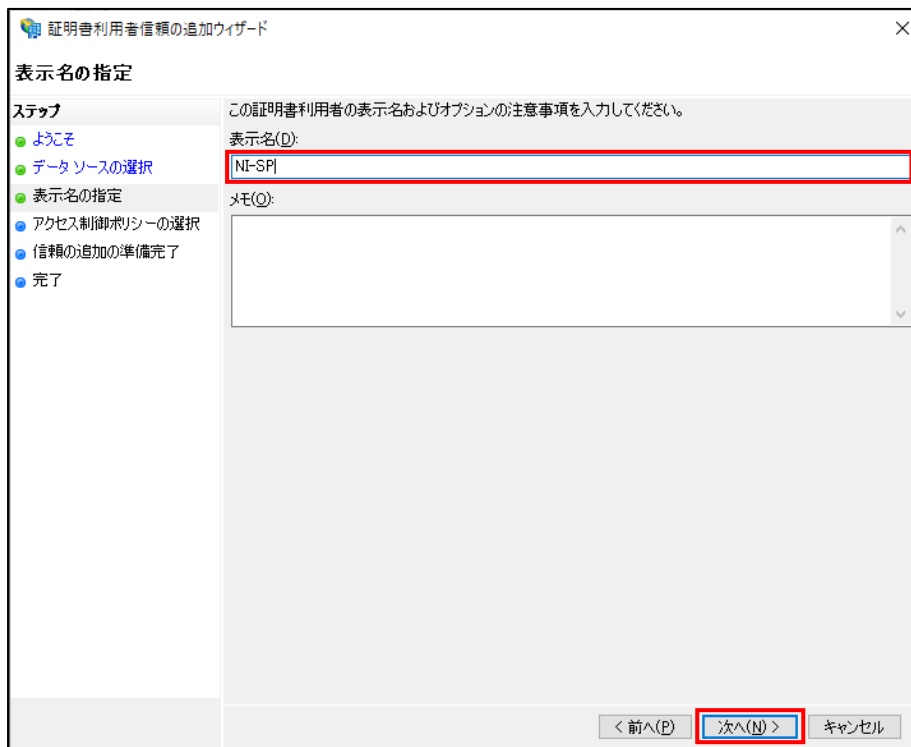 証明書利用者信頼の追加ウィザード
表示名の指定
ステップ
ようこそ
データ ソースの選択
表示名の指定
アクセス制御ポリシーの選択
信頼の追加の準備完了
完了
この証明書利用者の表示名およびオプションの注意事項を入力してください。
表示名(D):
NI-SP
メモ(O):
< 前へ(P)
次へ(N) >
キャンセル